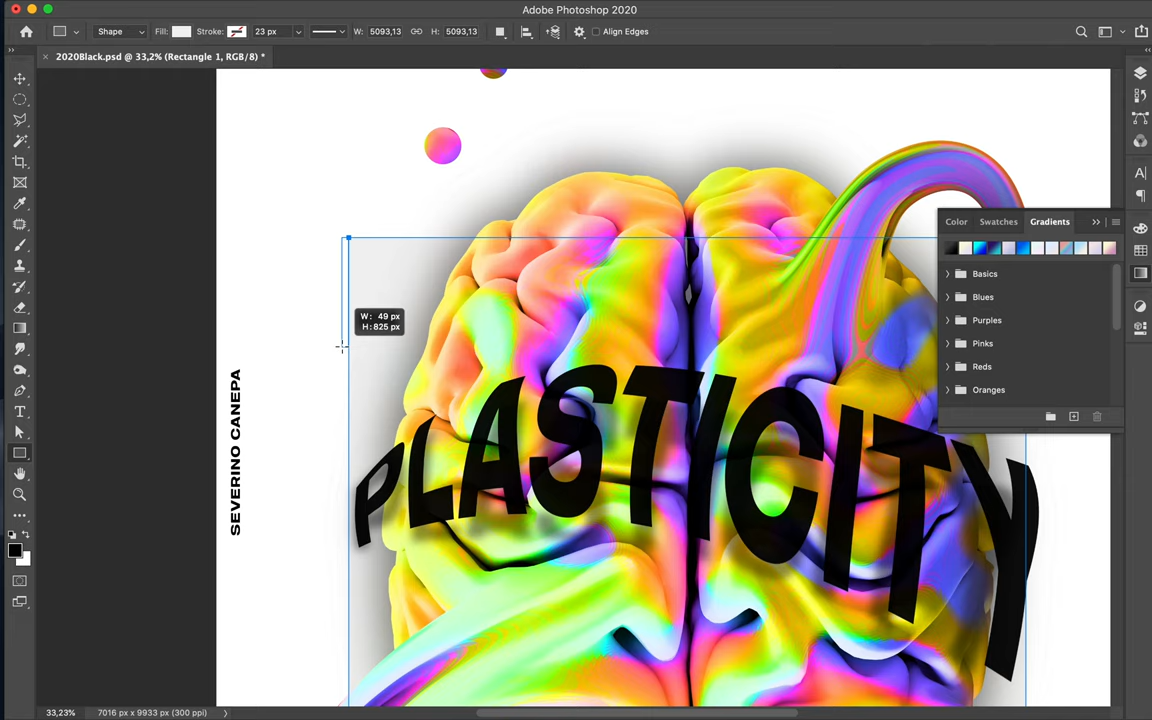 Adobe Photoshop 2020
Shape
Fill:
Stroke:
23 px
W: 5093,13
H: 5093,13
Align Edges
2020Black.psd @ 33,2% (Rectangle 1, RGB/8) *
Color
Swatches
Gradients
Basics
Blues
Purples
Pinks
Reds
Oranges
W: 49 px
H: 825 px
SEVERINO CANEPA
PLASTICITY
33,23%
7016 px x 9933 px (300 ppi)